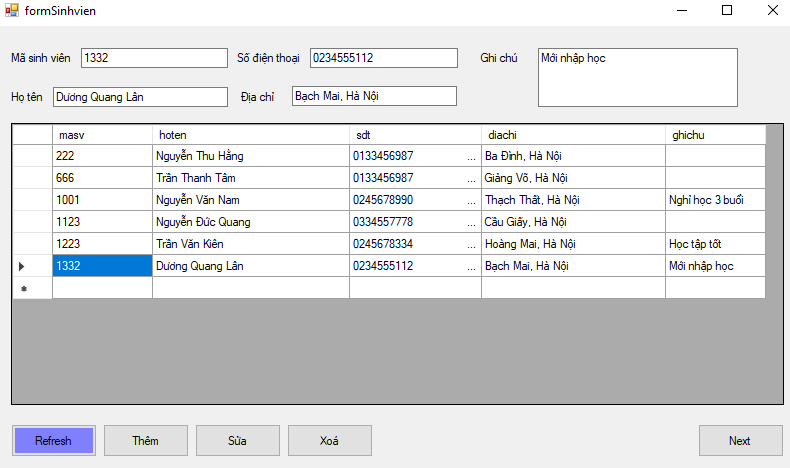 formSinhvien
Mã sinh viên 1332 Số điện thoại 0234555112 Ghi chú Mới nhập học
Họ tên Dương Quang Lân Địa chỉ Bạch Mai, Hà Nội
masv hoten sdt diachi ghichu
222 Nguyễn Thu Hằng 0133456987 ... Ba Đình, Hà Nội
666 Trần Thanh Tâm 0133456987 ... Giảng Võ, Hà Nội
1001 Nguyễn Văn Nam 0245678990 ... Thạch Thất, Hà Nội Nghỉ học 3 buổi
1123 Nguyễn Đức Quang 0334557778 ... Cầu Giấy, Hà Nội
1223 Trần Văn Kiên 0245678334 ... Hoàng Mai, Hà Nội Học tập tốt
1332 Dương Quang Lân 0234555112 ... Bạch Mai, Hà Nội Mới nhập học
Refresh Thêm Sửa Xoá Next